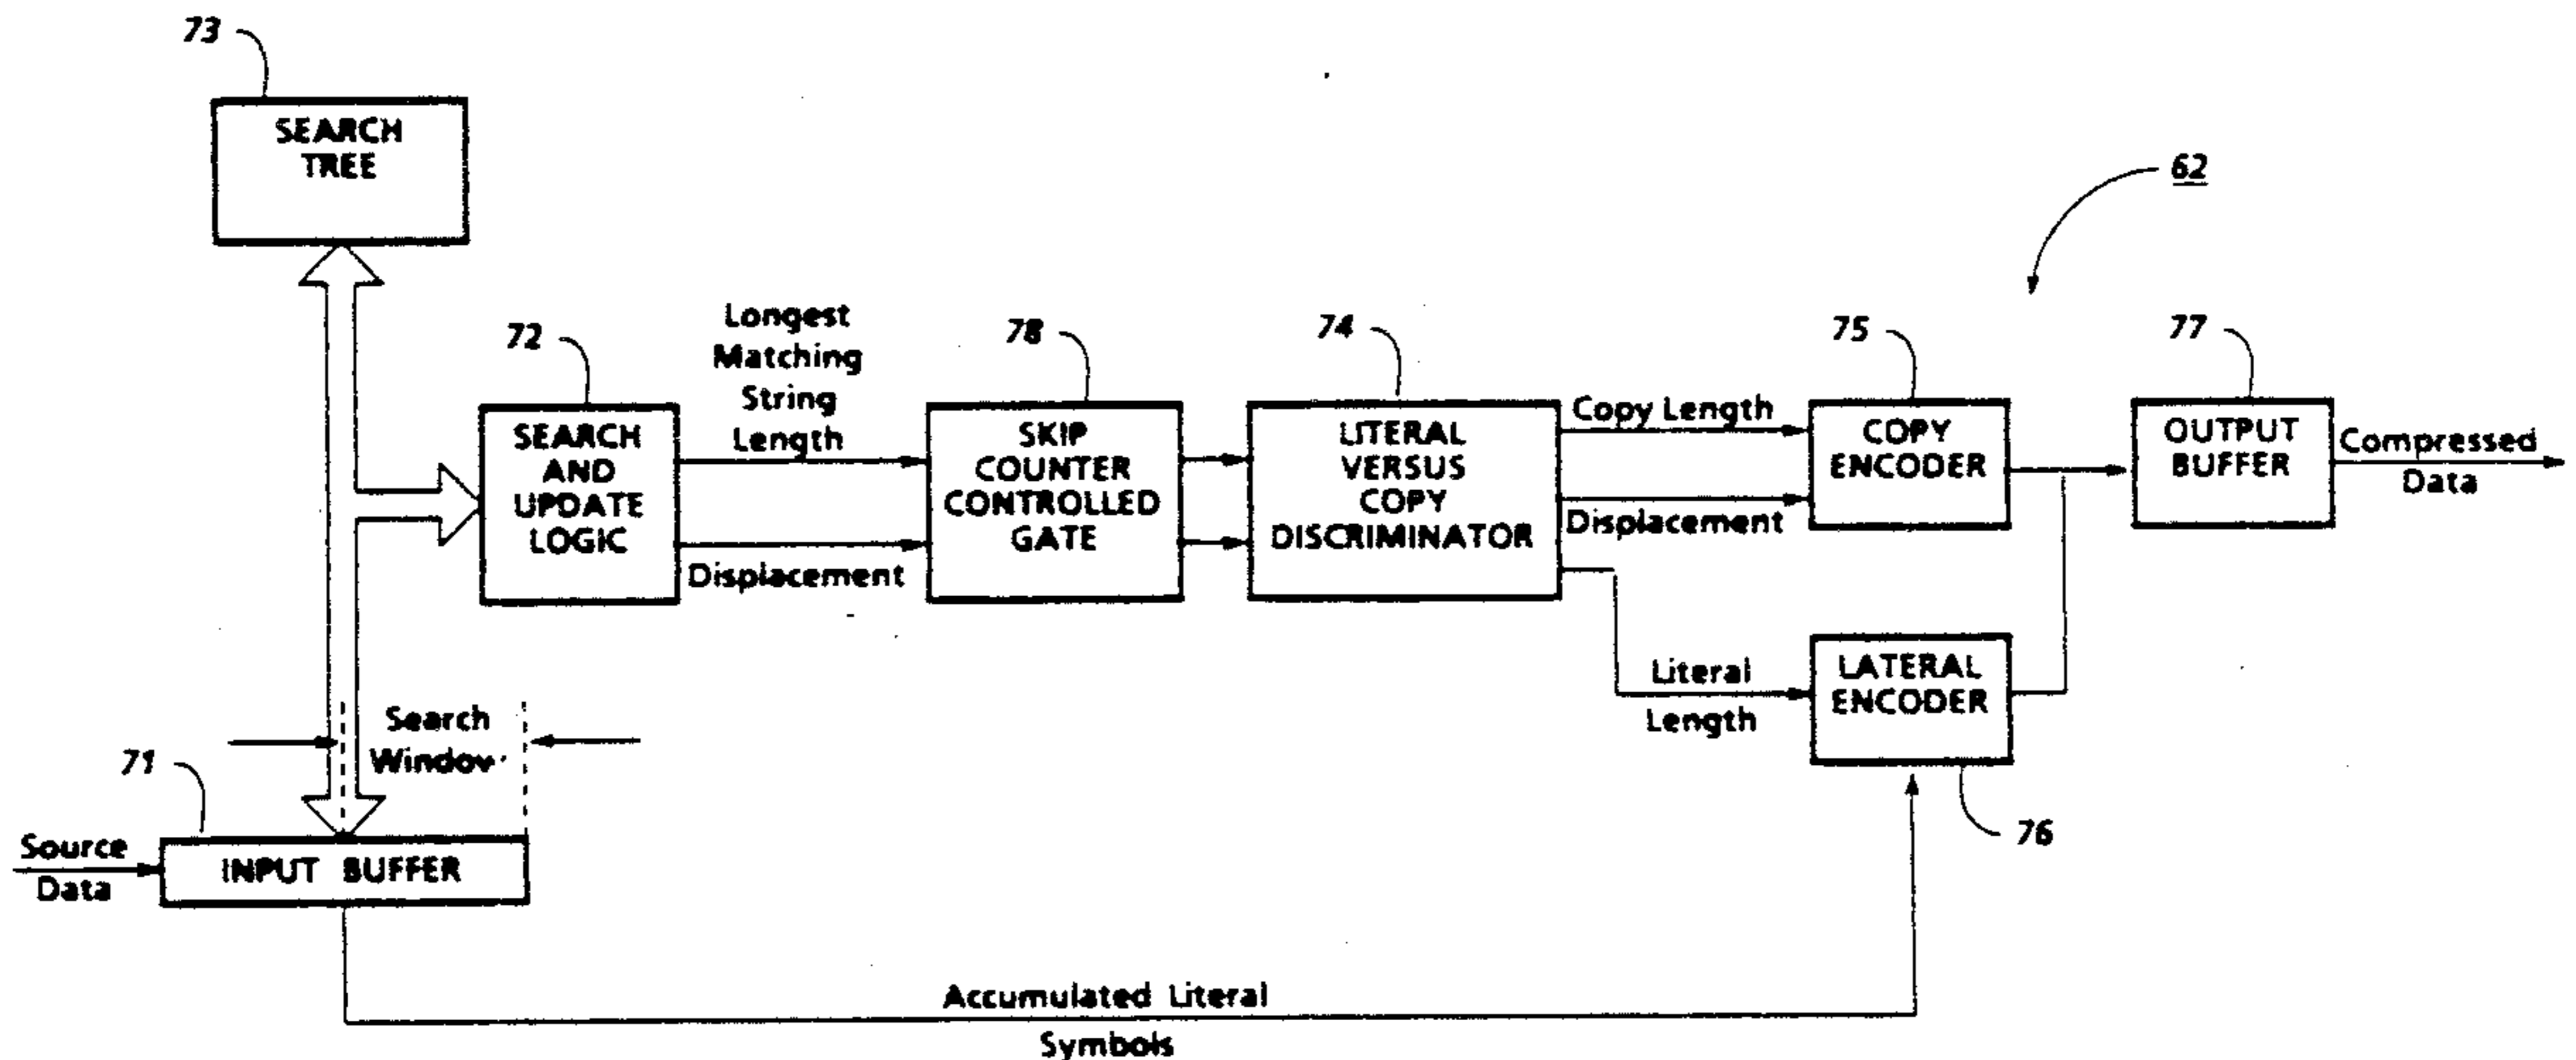 73
SEARCH
TREE
62
72
Longest
Matching
String
Length
78
74
75
77
SEARCH
AND
UPDATE
LOGIC
Displacement
SKIP
COUNTER
CONTROLLED
GATE
LITERAL
VERSUS
COPY
DISCRIMINATOR
Copy Length
Displacement
COPY
ENCODER
OUTPUT
BUFFER
Compressed
Data
Literal
Length
LATERAL
ENCODER
76
Search
Window
71
Source
Data
INPUT BUFFER
Accumulated Literal
Symbols